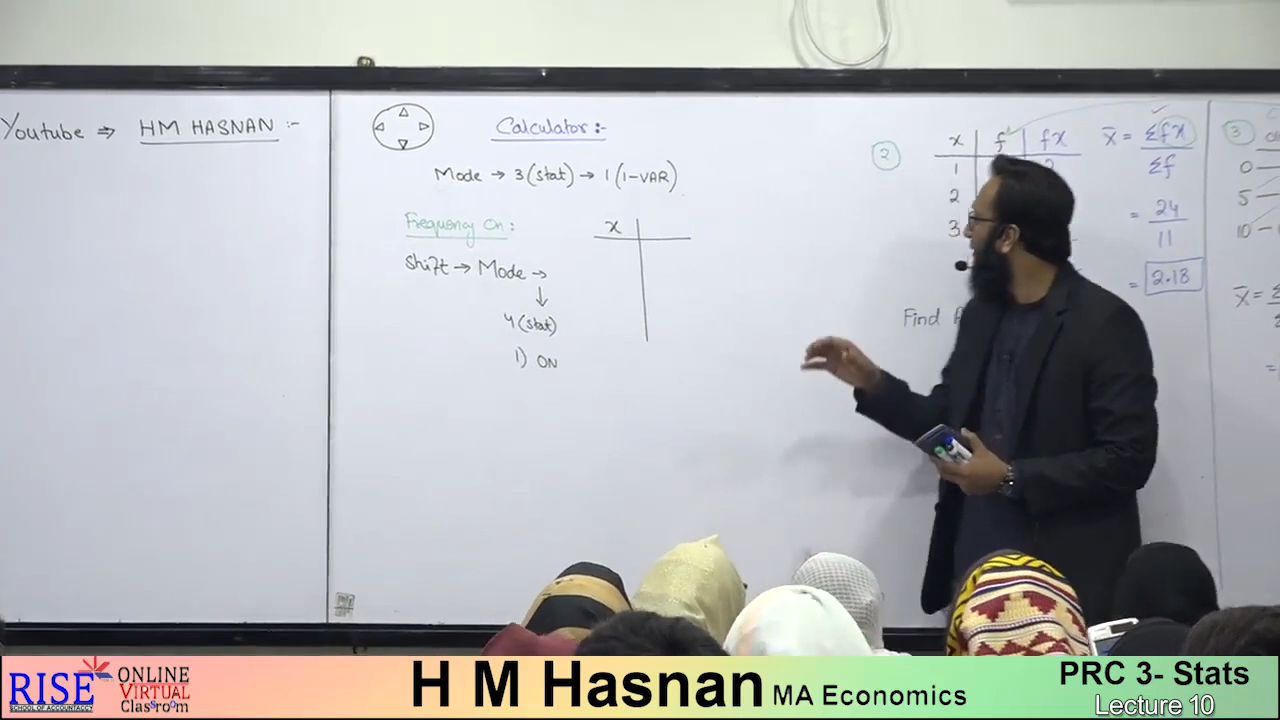 Youtube ⇒ HM HASNAN :-
Calculator:-
Mode → 3 (stat) → 1 (1-VAR)
Frequency On:
x
Shift → Mode →
↓
4 (stat)
1) ON
2
x f fx
1 2
2
3
x̄ = Σfx
Σf
= 24
11
= 2.18
Find A
3
0 —
5 —
10 —
x̄ =
=
RISE
SCHOOL OF ACCOUNTANCY
ONLINE
VIRTUAL
Classroom
H M Hasnan MA Economics
PRC 3- Stats
Lecture 10